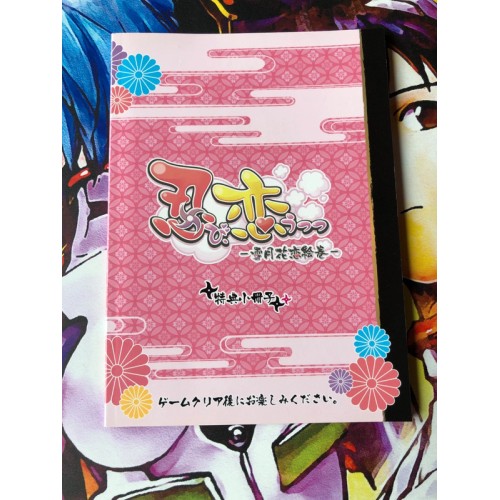 忍び、恋うつつ
－雪月花恋絵巻－
特典小冊子
ゲームクリア後にお楽しみください。